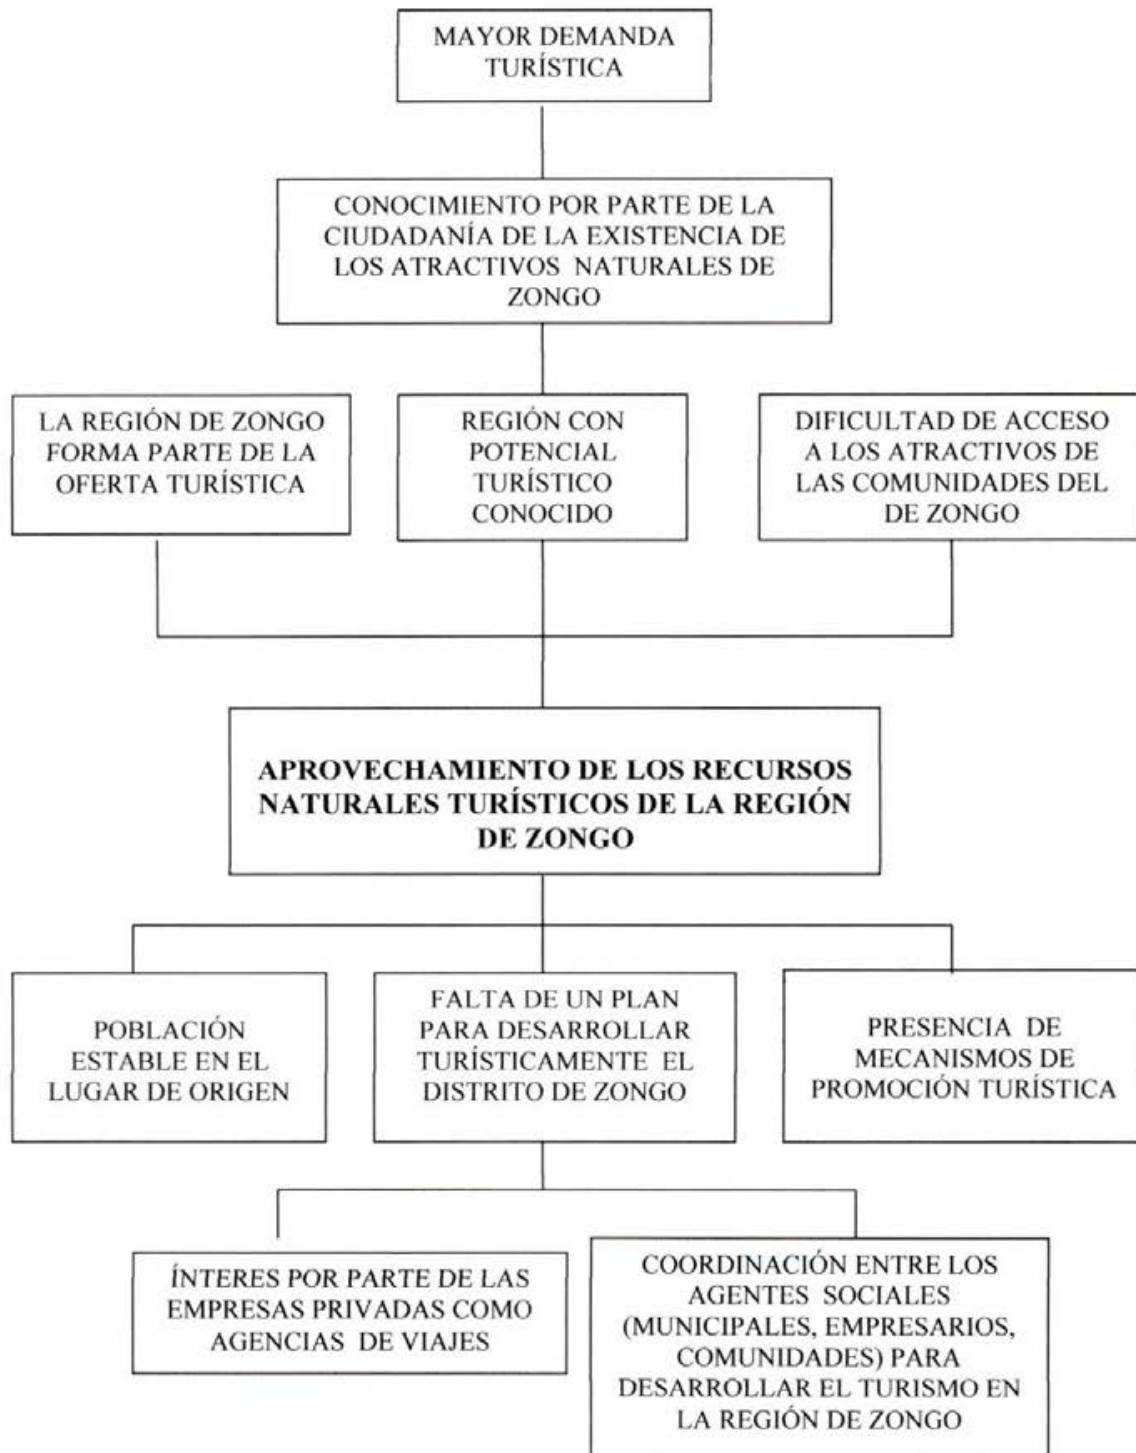 MAYOR DEMANDA
TURÍSTICA
CONOCIMIENTO POR PARTE DE LA
CIUDADANÍA DE LA EXISTENCIA DE
LOS ATRACTIVOS NATURALES DE
ZONGO
LA REGIÓN DE ZONGO
FORMA PARTE DE LA
OFERTA TURÍSTICA
REGIÓN CON
POTENCIAL
TURÍSTICO
CONOCIDO
DIFICULTAD DE ACCESO
A LOS ATRACTIVOS DE
LAS COMUNIDADES DEL
DE ZONGO
APROVECHAMIENTO DE LOS RECURSOS
NATURALES TURÍSTICOS DE LA REGIÓN
DE ZONGO
POBLACIÓN
ESTABLE EN EL
LUGAR DE ORIGEN
FALTA DE UN PLAN
PARA DESARROLLAR
TURÍSTICAMENTE EL
DISTRITO DE ZONGO
PRESENCIA DE
MECANISMOS DE
PROMOCIÓN TURÍSTICA
ÍNTERES POR PARTE DE LAS
EMPRESAS PRIVADAS COMO
AGENCIAS DE VIAJES
COORDINACIÓN ENTRE LOS
AGENTES SOCIALES
(MUNICIPALES, EMPRESARIOS,
COMUNIDADES) PARA
DESARROLLAR EL TURISMO EN
LA REGIÓN DE ZONGO